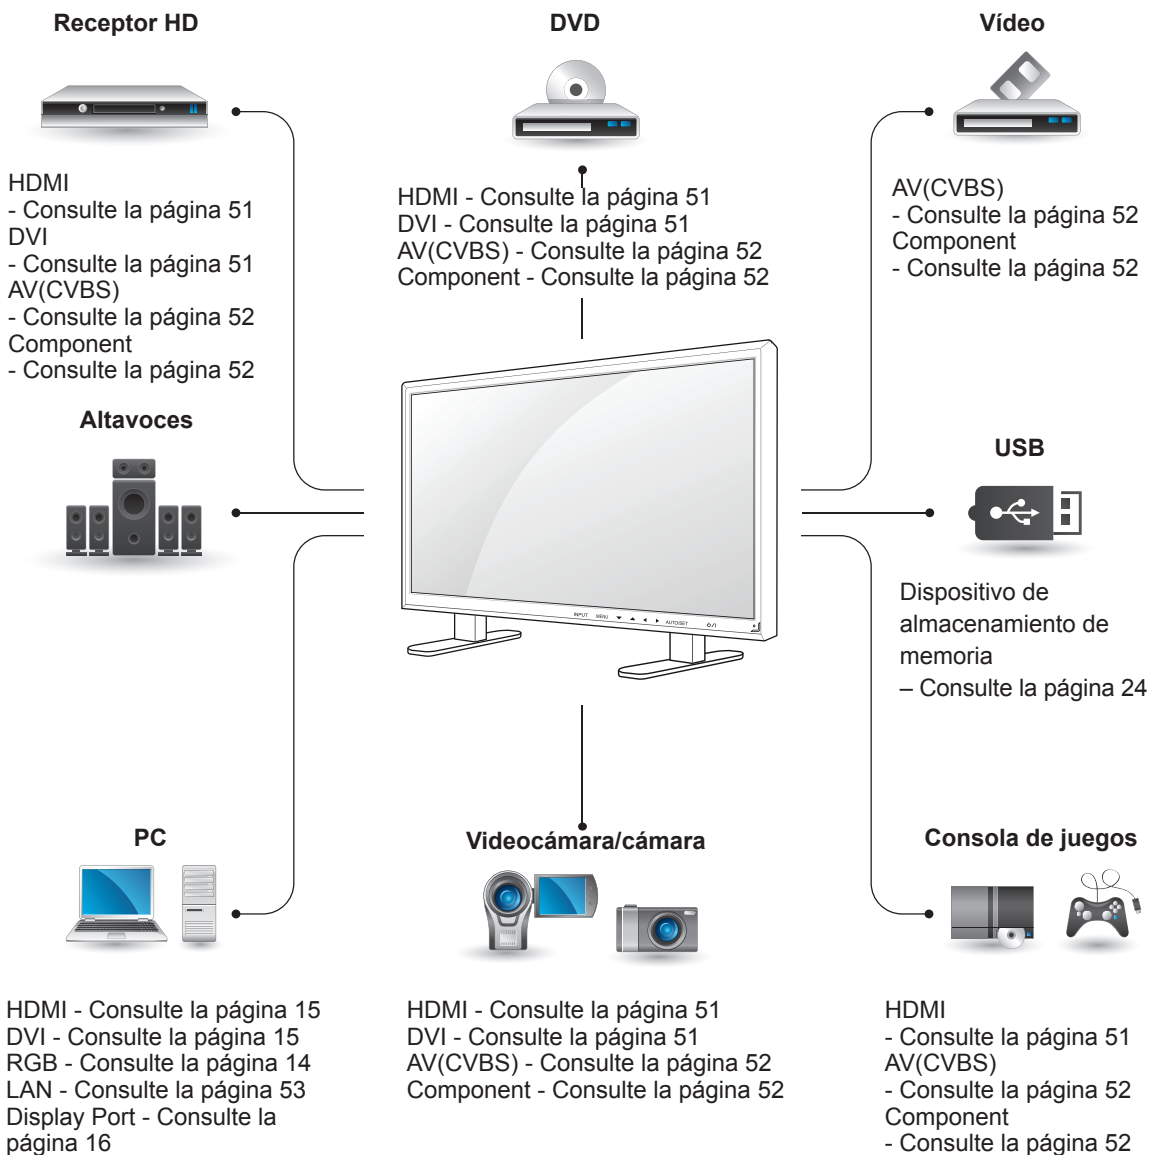 Receptor HD
HDMI
- Consulte la página 51
DVI
- Consulte la página 51
AV(CVBS)
- Consulte la página 52
Component
- Consulte la página 52
DVD
HDMI - Consulte la página 51
DVI - Consulte la página 51
AV(CVBS) - Consulte la página 52
Component - Consulte la página 52
Vídeo
AV(CVBS)
- Consulte la página 52
Component
- Consulte la página 52
Altavoces
USB
Dispositivo de
almacenamiento de
memoria
– Consulte la página 24
INPUT MENU AUTO/SET
PC
HDMI - Consulte la página 15
DVI - Consulte la página 15
RGB - Consulte la página 14
LAN - Consulte la página 53
Display Port - Consulte la
página 16
Videocámara/cámara
HDMI - Consulte la página 51
DVI - Consulte la página 51
AV(CVBS) - Consulte la página 52
Component - Consulte la página 52
Consola de juegos
HDMI
- Consulte la página 51
AV(CVBS)
- Consulte la página 52
Component
- Consulte la página 52